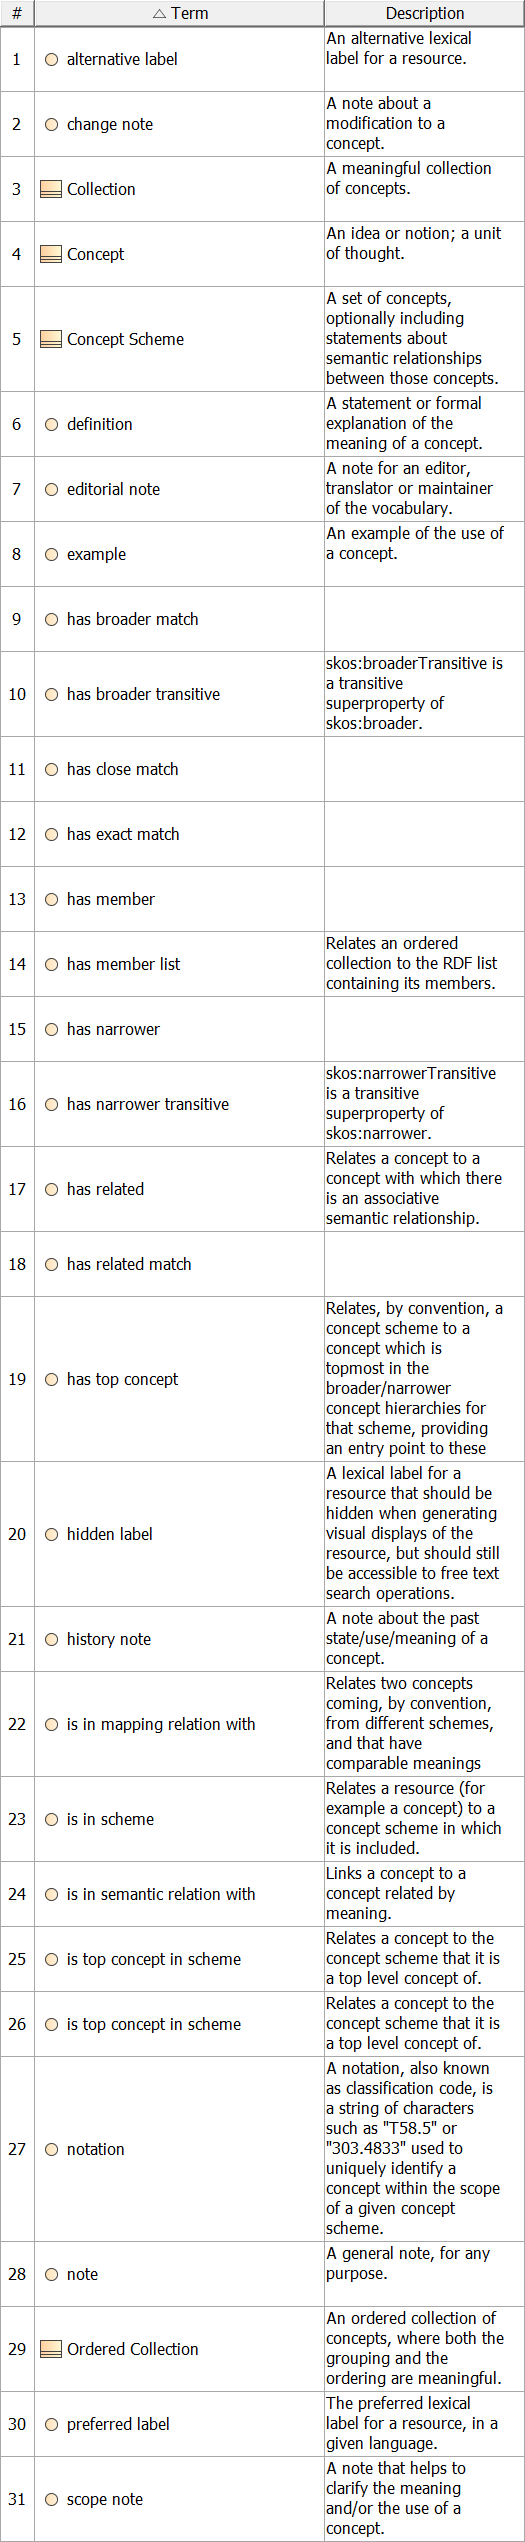 # Term Description
1 alternative label An alternative lexical
label for a resource.
2 change note A note about a
modification to a
concept.
3 Collection A meaningful collection
of concepts.
4 Concept An idea or notion; a unit
of thought.
5 Concept Scheme A set of concepts,
optionally including
statements about
semantic relationships
between those concepts.
6 definition A statement or formal
explanation of the
meaning of a concept.
7 editorial note A note for an editor,
translator or maintainer
of the vocabulary.
8 example An example of the use of
a concept.
9 has broader match
10 has broader transitive skos:broaderTransitive is
a transitive
superproperty of
skos:broader.
11 has close match
12 has exact match
13 has member
14 has member list Relates an ordered
collection to the RDF list
containing its members.
15 has narrower
16 has narrower transitive skos:narrowerTransitive
is a transitive
superproperty of
skos:narrower.
17 has related Relates a concept to a
concept with which there
is an associative
semantic relationship.
18 has related match
19 has top concept Relates, by convention, a
concept scheme to a
concept which is
topmost in the
broader/narrower
concept hierarchies for
that scheme, providing
an entry point to these
20 hidden label A lexical label for a
resource that should be
hidden when generating
visual displays of the
resource, but should still
be accessible to free text
search operations.
21 history note A note about the past
state/use/meaning of a
concept.
22 is in mapping relation with Relates two concepts
coming, by convention,
from different schemes,
and that have
comparable meanings
23 is in scheme Relates a resource (for
example a concept) to a
concept scheme in which
it is included.
24 is in semantic relation with Links a concept to a
concept related by
meaning.
25 is top concept in scheme Relates a concept to the
concept scheme that it is
a top level concept of.
26 is top concept in scheme Relates a concept to the
concept scheme that it is
a top level concept of.
27 notation A notation, also known
as classification code, is
a string of characters
such as "T58.5" or
"303.4833" used to
uniquely identify a
concept within the scope
of a given concept
scheme.
28 note A general note, for any
purpose.
29 Ordered Collection An ordered collection of
concepts, where both the
grouping and the
ordering are meaningful.
30 preferred label The preferred lexical
label for a resource, in a
given language.
31 scope note A note that helps to
clarify the meaning
and/or the use of a
concept.